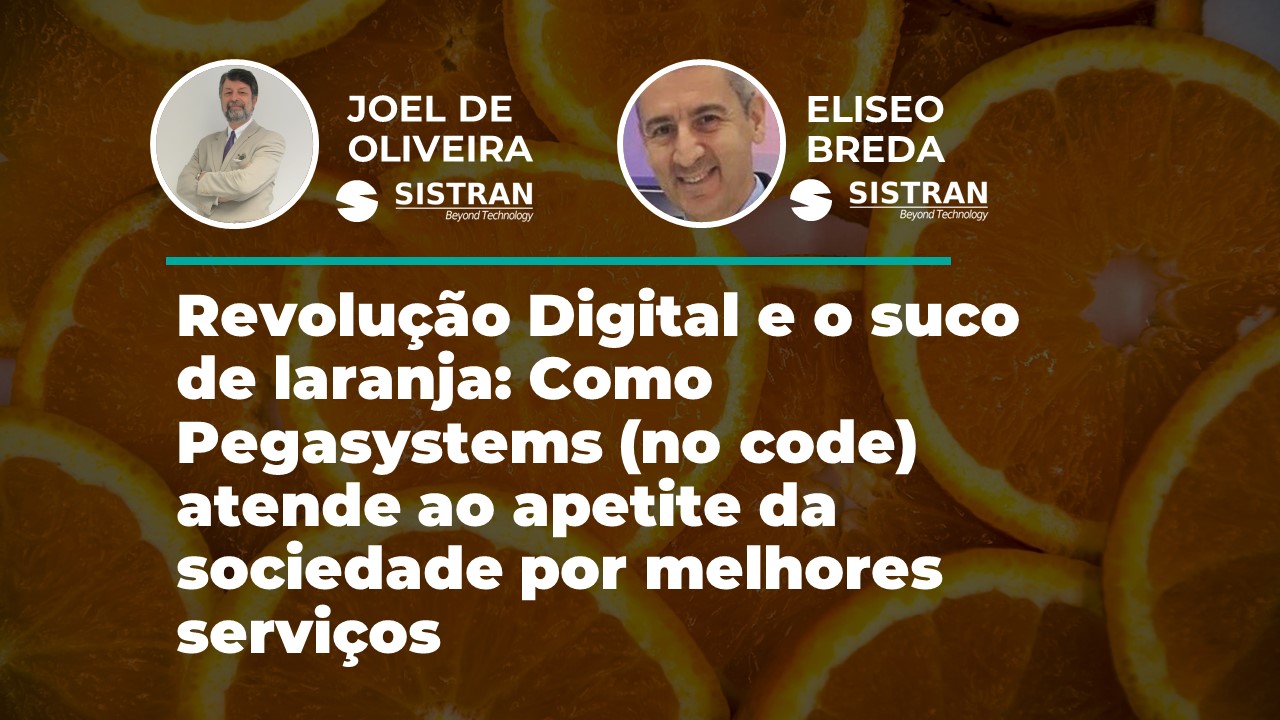 JOEL DE
OLIVEIRA
SISTRAN
Beyond Technology
ELISEO
BREDA
SISTRAN
Beyond Technology
Revolução Digital e o suco
de laranja: Como
Pegasystems (no code)
atende ao apetite da
sociedade por melhores
serviços